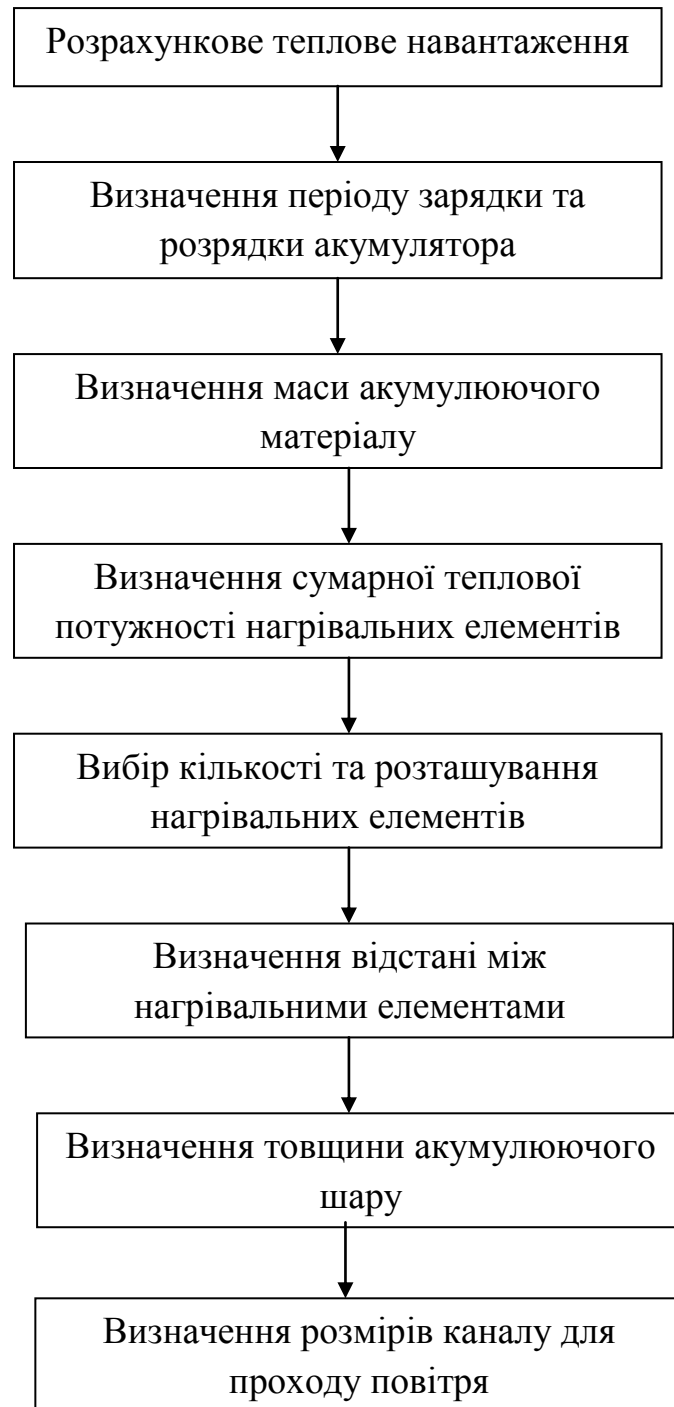 Розрахункове теплове навантаження
Визначення періоду зарядки та
розрядки акумулятора
Визначення маси акумулюючого
матеріалу
Визначення сумарної теплової
потужності нагрівальних елементів
Вибір кількості та розташування
нагрівальних елементів
Визначення відстані між
нагрівальними елементами
Визначення товщини акумулюючого
шару
Визначення розмірів каналу для
проходу повітря